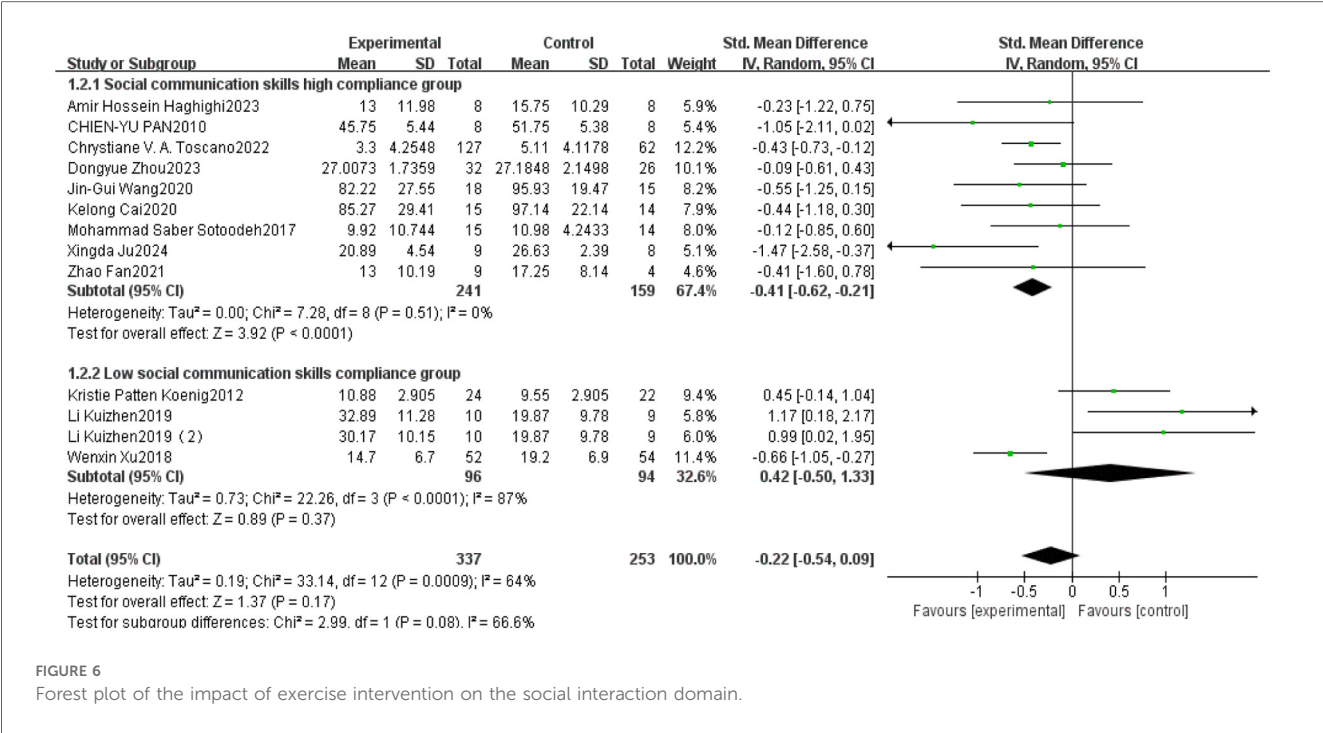 Experimental Control Std. Mean Difference Std. Mean Difference
Study or Subgroup Mean SD Total Mean SD Total Weight IV, Random, 95% CI IV, Random, 95% CI
1.2.1 Social communication skills high compliance group
Amir Hossein Haghighi2023 13 11.98 8 15.75 10.29 8 5.9% -0.23 [-1.22, 0.75]
CHIEN-YU PAN2010 45.75 5.44 8 51.75 5.38 8 5.4% -1.05 [-2.11, 0.02]
Chrystiane V. A. Toscano2022 3.3 4.2548 127 5.11 4.1178 62 12.2% -0.43 [-0.73, -0.12]
Dongyue Zhou2023 27.0073 1.7359 32 27.1848 2.1498 26 10.1% -0.09 [-0.61, 0.43]
Jin-Gui Wang2020 82.22 27.55 18 95.93 19.47 15 8.2% -0.55 [-1.25, 0.15]
Kelong Cai2020 85.27 29.41 15 97.14 22.14 14 7.9% -0.44 [-1.18, 0.30]
Mohammad Saber Sotoodeh2017 9.92 10.744 15 10.98 4.2433 14 8.0% -0.12 [-0.85, 0.60]
Xingda Ju2024 20.89 4.54 9 26.63 2.39 8 5.1% -1.47 [-2.58, -0.37]
Zhao Fan2021 13 10.19 9 17.25 8.14 4 4.6% -0.41 [-1.60, 0.78]
Subtotal (95% CI) 241 159 67.4% -0.41 [-0.62, -0.21]
Heterogeneity: Tau² = 0.00; Chi² = 7.28, df = 8 (P = 0.51); I² = 0%
Test for overall effect: Z = 3.92 (P < 0.0001)
1.2.2 Low social communication skills compliance group
Kristie Patten Koenig2012 10.88 2.905 24 9.55 2.905 22 9.4% 0.45 [-0.14, 1.04]
Li Kuizhen2019 32.89 11.28 10 19.87 9.78 9 5.8% 1.17 [0.18, 2.17]
Li Kuizhen2019（2） 30.17 10.15 10 19.87 9.78 9 6.0% 0.99 [0.02, 1.95]
Wenxin Xu2018 14.7 6.7 52 19.2 6.9 54 11.4% -0.66 [-1.05, -0.27]
Subtotal (95% CI) 96 94 32.6% 0.42 [-0.50, 1.33]
Heterogeneity: Tau² = 0.73; Chi² = 22.26, df = 3 (P < 0.0001); I² = 87%
Test for overall effect: Z = 0.89 (P = 0.37)
Total (95% CI) 337 253 100.0% -0.22 [-0.54, 0.09]
Heterogeneity: Tau² = 0.19; Chi² = 33.14, df = 12 (P = 0.0009); I² = 64%
Test for overall effect: Z = 1.37 (P = 0.17)
Test for subgroup differences: Chi² = 2.99, df = 1 (P = 0.08), I² = 66.6%
-1 -0.5 0 0.5 1
Favours [experimental] Favours [control]
FIGURE 6
Forest plot of the impact of exercise intervention on the social interaction domain.